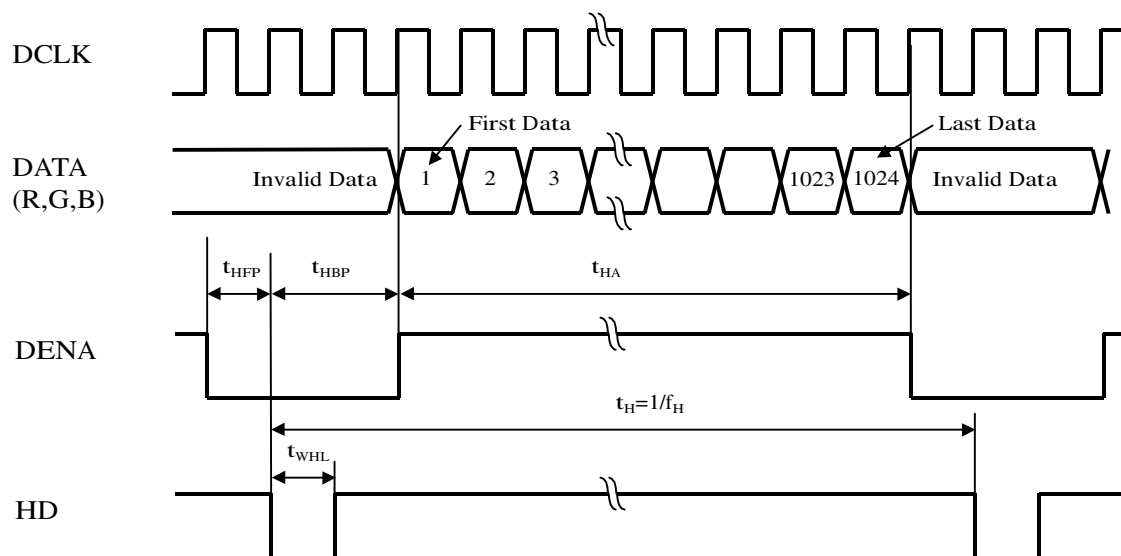 DCLK
First Data
Last Data
DATA
(R,G,B)
Invalid Data
1
2
3
1023
1024
Invalid Data
tHFP
tHBP
tHA
DENA
tH=1/fH
tWHL
HD